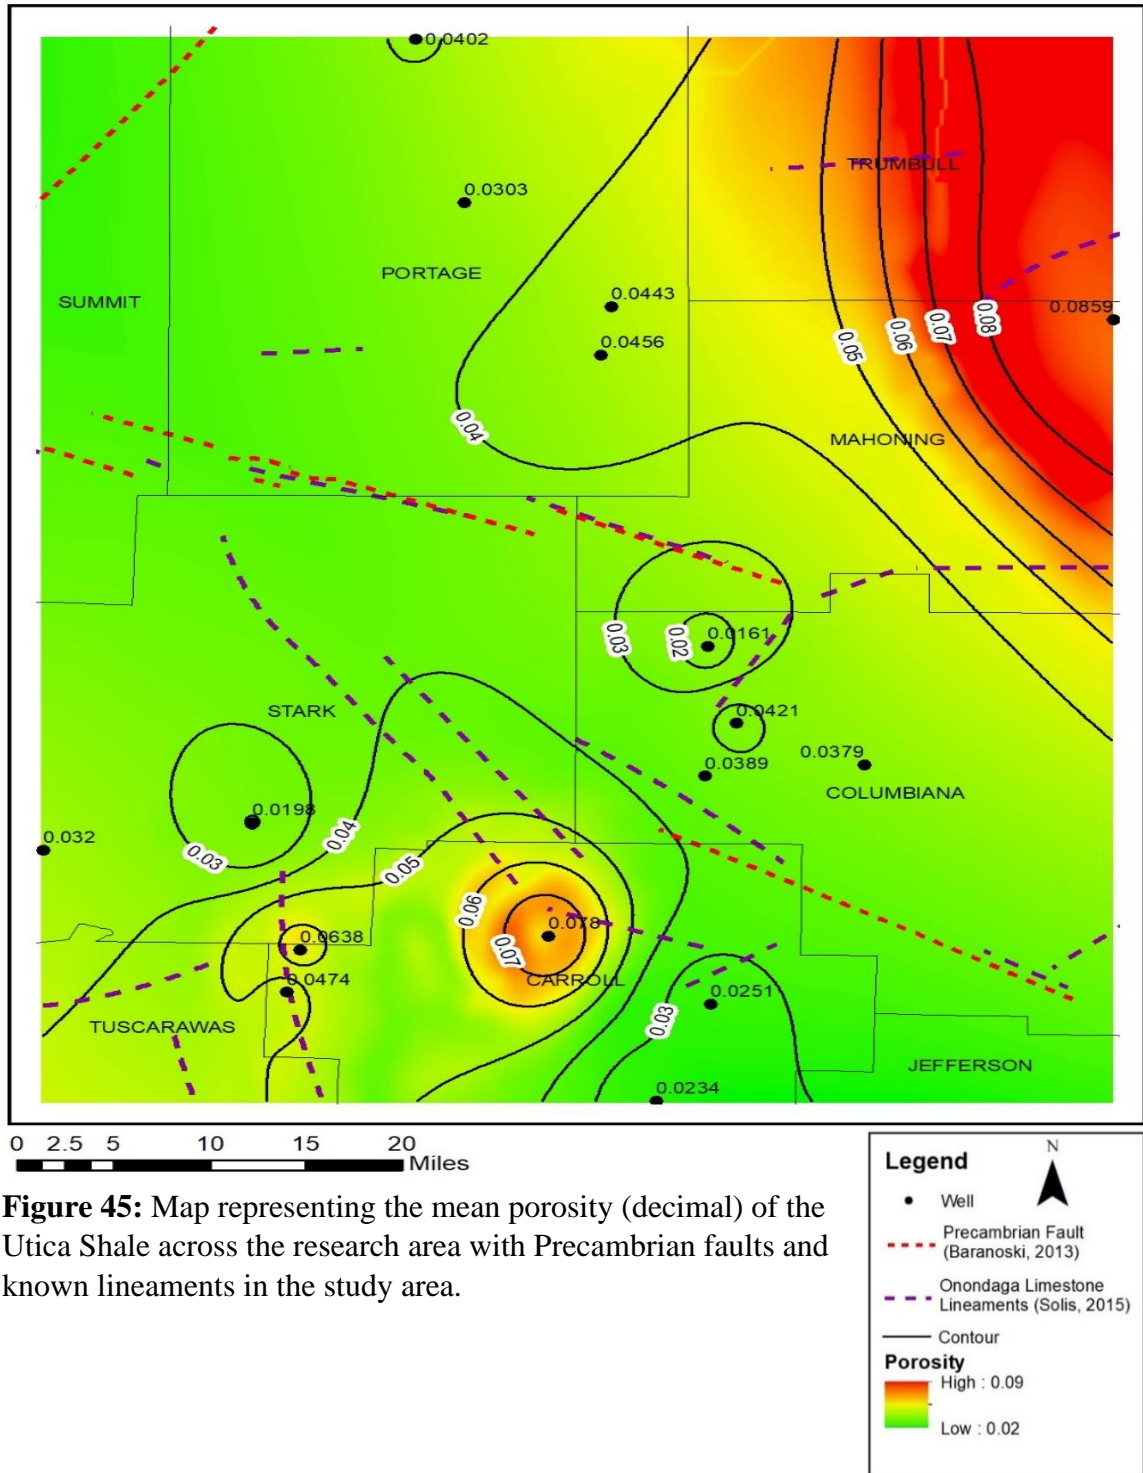 0.0402
TRUMBULL
0.0303
PORTAGE
SUMMIT
0.0443
0.0859
0.08
0.07
0.06
0.05
0.0456
0.04
MAHONING
0.03
0.02
0.0161
STARK
0.0421
0.0389
0.0379
COLUMBIANA
0.0198
0.04
0.032
0.03
0.05
0.06
0.078
0.07
0.0638
CARROLL
0.0474
0.0251
0.03
TUSCARAWAS
JEFFERSON
0.0234
0 2.5 5 10 15 20
Miles
Figure 45: Map representing the mean porosity (decimal) of the
Utica Shale across the research area with Precambrian faults and
known lineaments in the study area.
Legend
N
Well
Precambrian Fault
(Baranoski, 2013)
Onondaga Limestone
Lineaments (Solis, 2015)
Contour
Porosity
High : 0.09
Low : 0.02